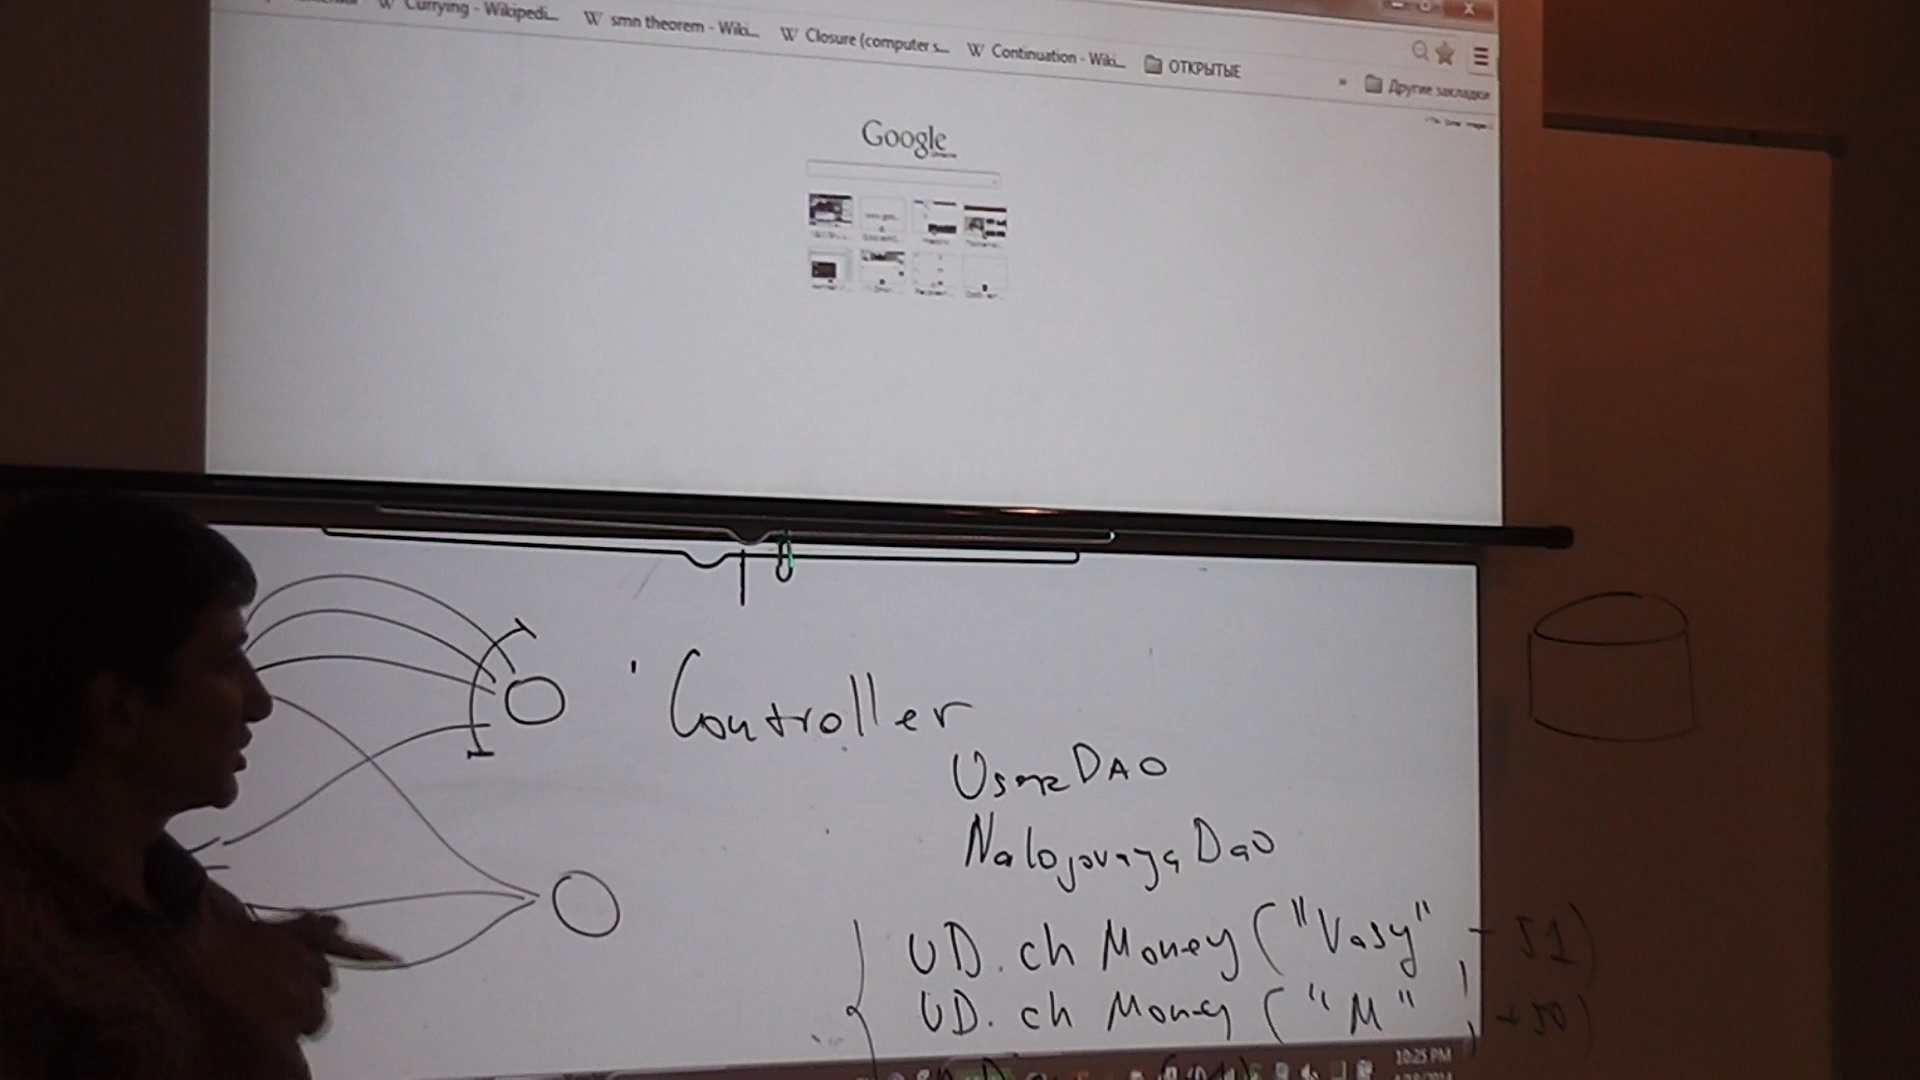 Currying - Wikipedi...
smn theorem - Wiki...
Closure (computer s...
Continuation - Wiki...
ОТКРЫТЫЕ
» Другие закладки
Google
Controller
UserDAO
NalogovayaDaO
UD. ch Money ("Vasy", -51)
UD. ch Money ("M", +50)
10:25 PM